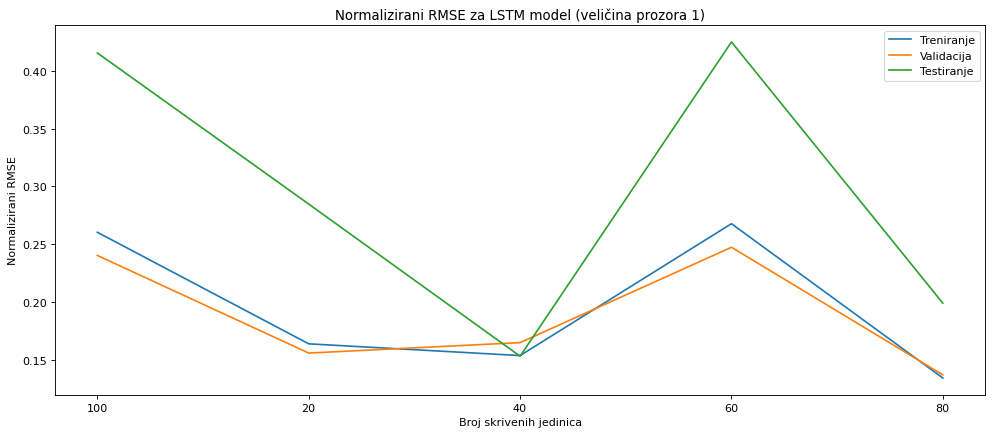 Normalizirani RMSE za LSTM model (veličina prozora 1)
Treniranje
Validacija
Testiranje
Normalizirani RMSE
0.40
0.35
0.30
0.25
0.20
0.15
100 20 40 60 80
Broj skrivenih jedinica